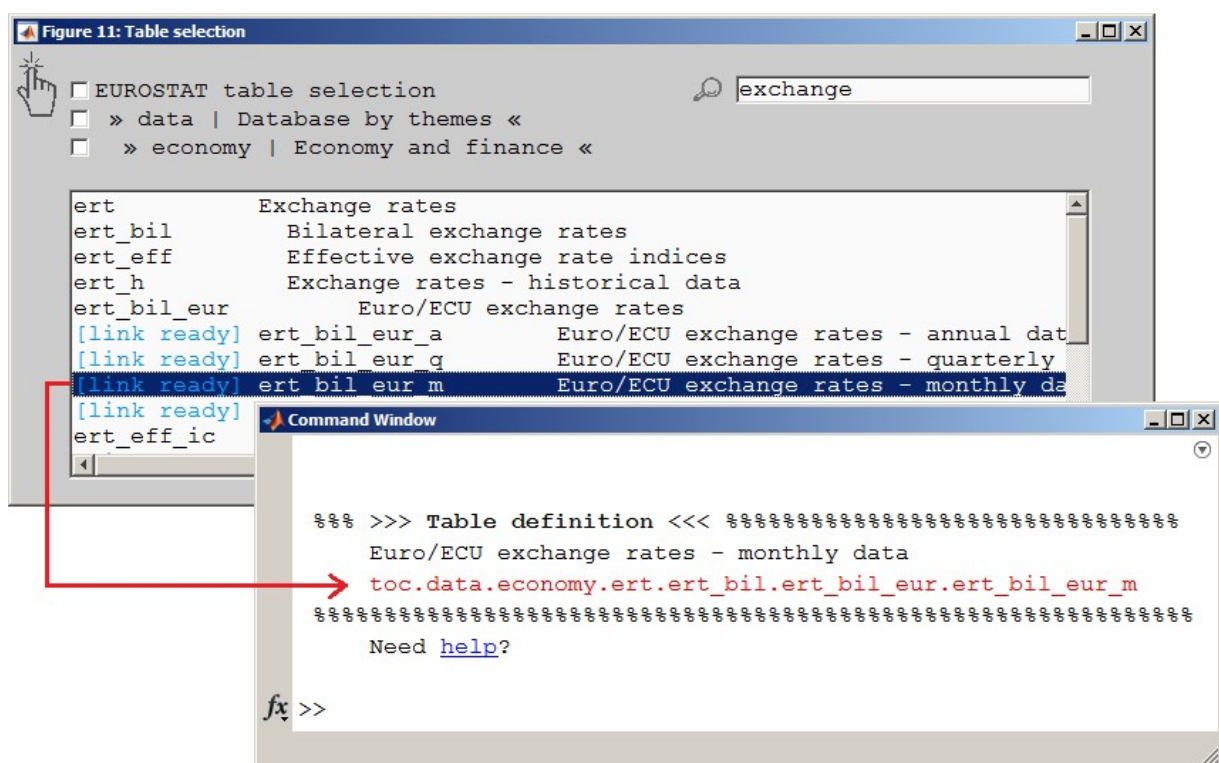 Figure 11: Table selection
EUROSTAT table selection
exchange
» data | Database by themes «
» economy | Economy and finance «
ert Exchange rates
ert_bil Bilateral exchange rates
ert_eff Effective exchange rate indices
ert_h Exchange rates - historical data
ert_bil_eur Euro/ECU exchange rates
[link ready] ert_bil_eur_a Euro/ECU exchange rates - annual dat
[link ready] ert_bil_eur_q Euro/ECU exchange rates - quarterly
[link ready] ert_bil_eur_m Euro/ECU exchange rates - monthly da
[link ready]
ert_eff_ic
Command Window
%%% >>> Table definition <<< %%%%%%%%%%%%%%%%%%%%%%%%%%%%%%%%
Euro/ECU exchange rates - monthly data
toc.data.economy.ert.ert_bil.ert_bil_eur.ert_bil_eur_m
%%%%%%%%%%%%%%%%%%%%%%%%%%%%%%%%%%%%%%%%%%%%%%%%%%%%%%%%%%%%%%
Need help?
fx >>